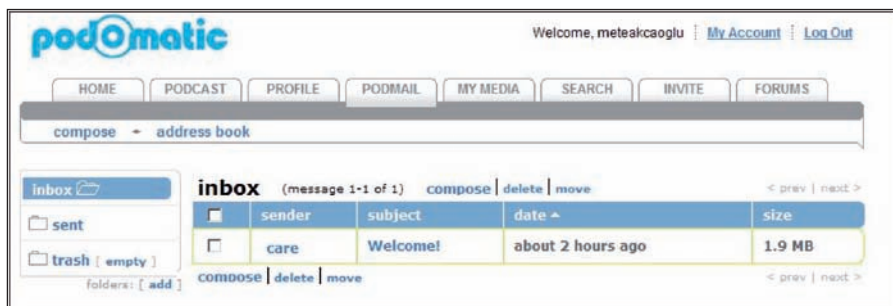 podOmatic
Welcome, meteakcaoglu My Account Log Out
HOME PODCAST PROFILE PODMAIL MY MEDIA SEARCH INVITE FORUMS
compose address book
inbox
sent
trash [ empty ]
folders: [ add ]
inbox (message 1-1 of 1) compose | delete | move < prev | next >
sender subject date size
care Welcome! about 2 hours ago 1.9 MB
compose | delete | move < prev | next >